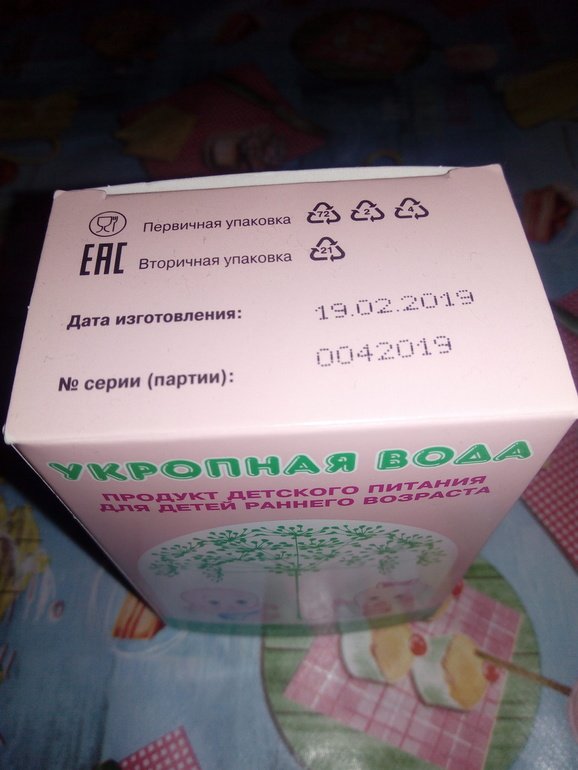 Первичная упаковка 72 2 4
EAC Вторичная упаковка 21
Дата изготовления: 19.02.2019
№ серии (партии): 0042019
УКРОПНАЯ ВОДА
ПРОДУКТ ДЕТСКОГО ПИТАНИЯ
ДЛЯ ДЕТЕЙ РАННЕГО ВОЗРАСТА